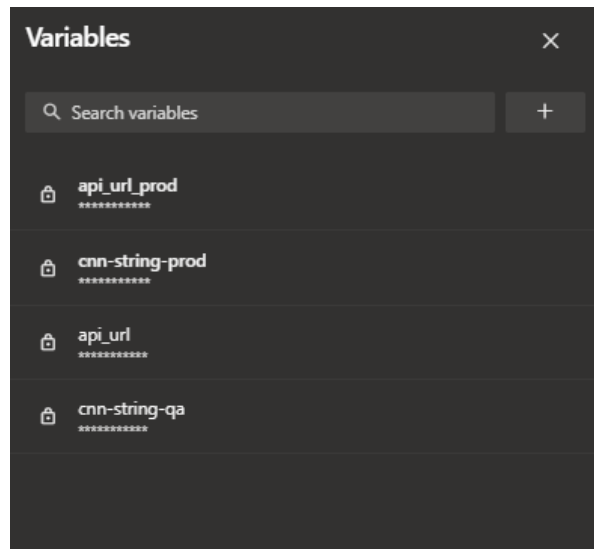 Variables
Search variables
api_url_prod
***********
cnn-string-prod
***********
api_url
***********
cnn-string-qa
***********